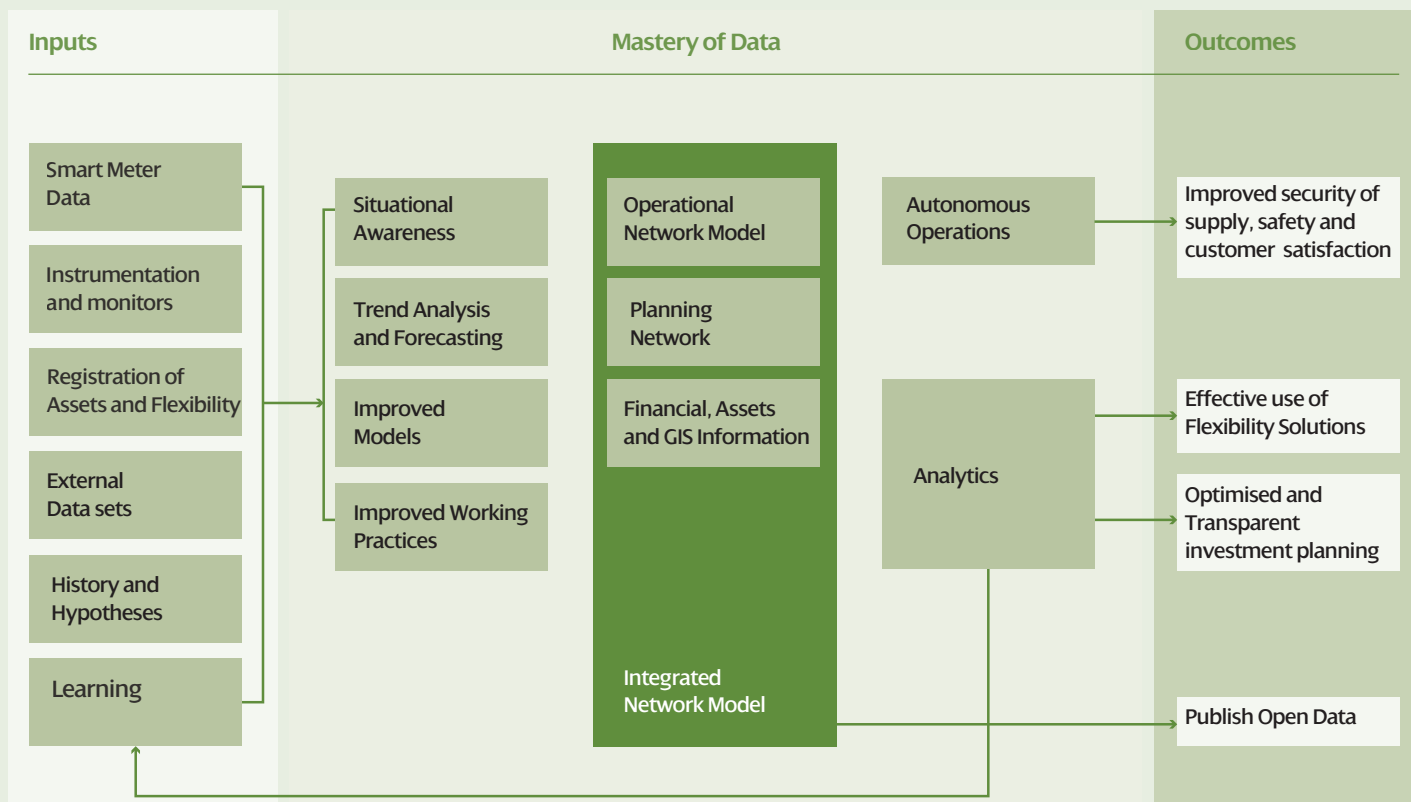 Inputs
Mastery of Data
Outcomes
Smart Meter
Data
Instrumentation
and monitors
Registration of
Assets and Flexibility
External
Data sets
History and
Hypotheses
Learning
Situational
Awareness
Trend Analysis
and Forecasting
Improved
Models
Improved Working
Practices
Operational
Network Model
Planning
Network
Financial, Assets
and GIS Information
Integrated
Network Model
Autonomous
Operations
Analytics
Improved security of
supply, safety and
customer satisfaction
Effective use of
Flexibility Solutions
Optimised and
Transparent
investment planning
Publish Open Data